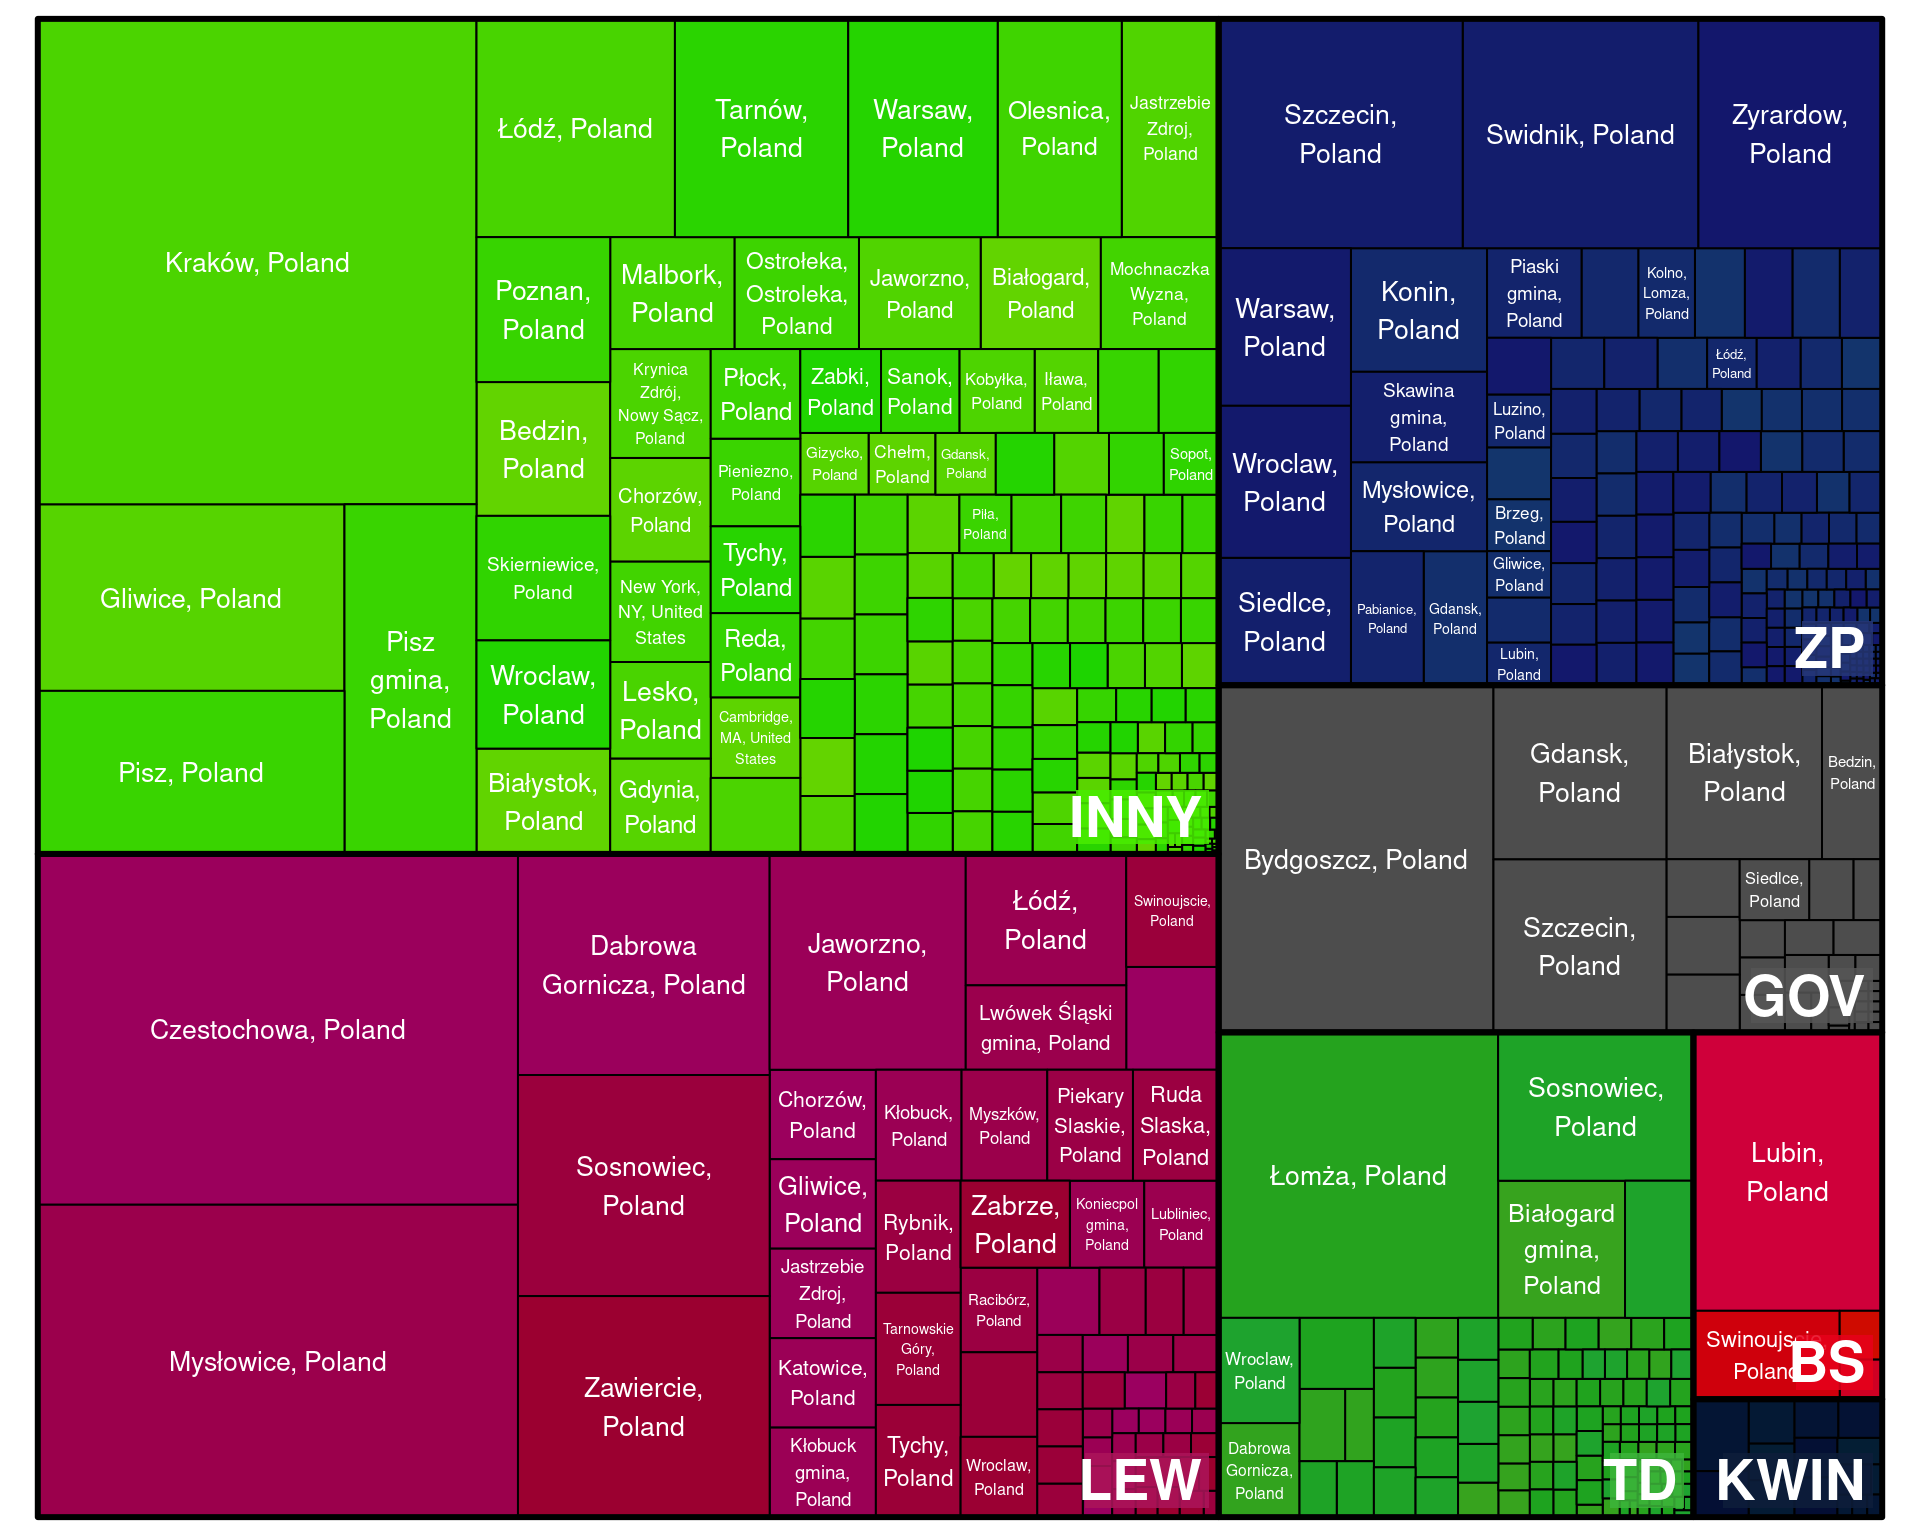 Kraków, Poland
Łódź, Poland
Tarnów,
Poland
Warsaw,
Poland
Olesnica,
Poland
Jastrzebie
Zdroj,
Poland
Poznan,
Poland
Malbork,
Poland
Ostrołeka,
Ostroleka,
Poland
Jaworzno,
Poland
Białogard,
Poland
Mochnaczka
Wyzna,
Poland
Bedzin,
Poland
Krynica
Zdrój,
Nowy Sącz,
Poland
Płock,
Poland
Zabki,
Poland
Sanok,
Poland
Kobyłka,
Poland
Iława,
Poland
Gizycko,
Poland
Chełm,
Poland
Gdansk,
Poland
Sopot,
Poland
Chorzów,
Poland
Pieniezno,
Poland
Piła,
Poland
Gliwice, Poland
Pisz
gmina,
Poland
Pisz, Poland
Skierniewice,
Poland
New York,
NY, United
States
Tychy,
Poland
Reda,
Poland
Wroclaw,
Poland
Lesko,
Poland
Cambridge,
MA, United
States
Białystok,
Poland
Gdynia,
Poland
INNY
Szczecin,
Poland
Swidnik, Poland
Zyrardow,
Poland
Warsaw,
Poland
Konin,
Poland
Piaski
gmina,
Poland
Kolno,
Lomza,
Poland
Łódź,
Poland
Skawina
gmina,
Poland
Luzino,
Poland
Wroclaw,
Poland
Mysłowice,
Poland
Brzeg,
Poland
Gliwice,
Poland
Siedlce,
Poland
Pabianice,
Poland
Gdansk,
Poland
Lubin,
Poland
ZP
Bydgoszcz, Poland
Gdansk,
Poland
Białystok,
Poland
Bedzin,
Poland
Szczecin,
Poland
Siedlce,
Poland
GOV
Czestochowa, Poland
Mysłowice, Poland
Dabrowa
Gornicza, Poland
Sosnowiec,
Poland
Zawiercie,
Poland
Jaworzno,
Poland
Łódź,
Poland
Swinoujscie,
Poland
Lwówek Śląski
gmina, Poland
Chorzów,
Poland
Kłobuck,
Poland
Myszków,
Poland
Piekary
Slaskie,
Poland
Ruda
Slaska,
Poland
Gliwice,
Poland
Rybnik,
Poland
Zabrze,
Poland
Koniecpol
gmina,
Poland
Lubliniec,
Poland
Jastrzebie
Zdroj,
Poland
Tarnowskie
Góry,
Poland
Racibórz,
Poland
Katowice,
Poland
Kłobuck
gmina,
Poland
Tychy,
Poland
Wroclaw,
Poland
LEW
Łomża, Poland
Sosnowiec,
Poland
Białogard
gmina,
Poland
Wroclaw,
Poland
Dabrowa
Gornicza,
Poland
TD
Lubin,
Poland
Swinoujscie
Poland
BS
KWIN